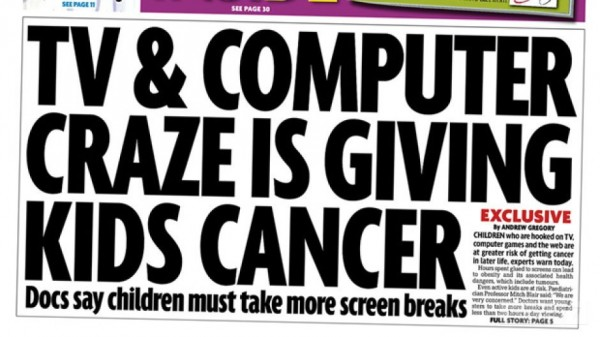 SEE PAGE 11
SEE PAGE 30
TV & COMPUTER
CRAZE IS GIVING
KIDS CANCER
Docs say children must take more screen breaks
EXCLUSIVE
By ANDREW GREGORY
CHILDREN who are hooked on TV,
computer games and the web are
at greater risk of getting cancer
in later life, experts warn today.
Hours spent glued to screens can lead
to obesity and its associated health
dangers, which include tumours.
Even active kids are at risk. Paediatri-
cian Professor Mitch Blair said: "We are
very concerned." Doctors want young-
sters to take more breaks and spend
less than two hours a day viewing.
FULL STORY: PAGE 5